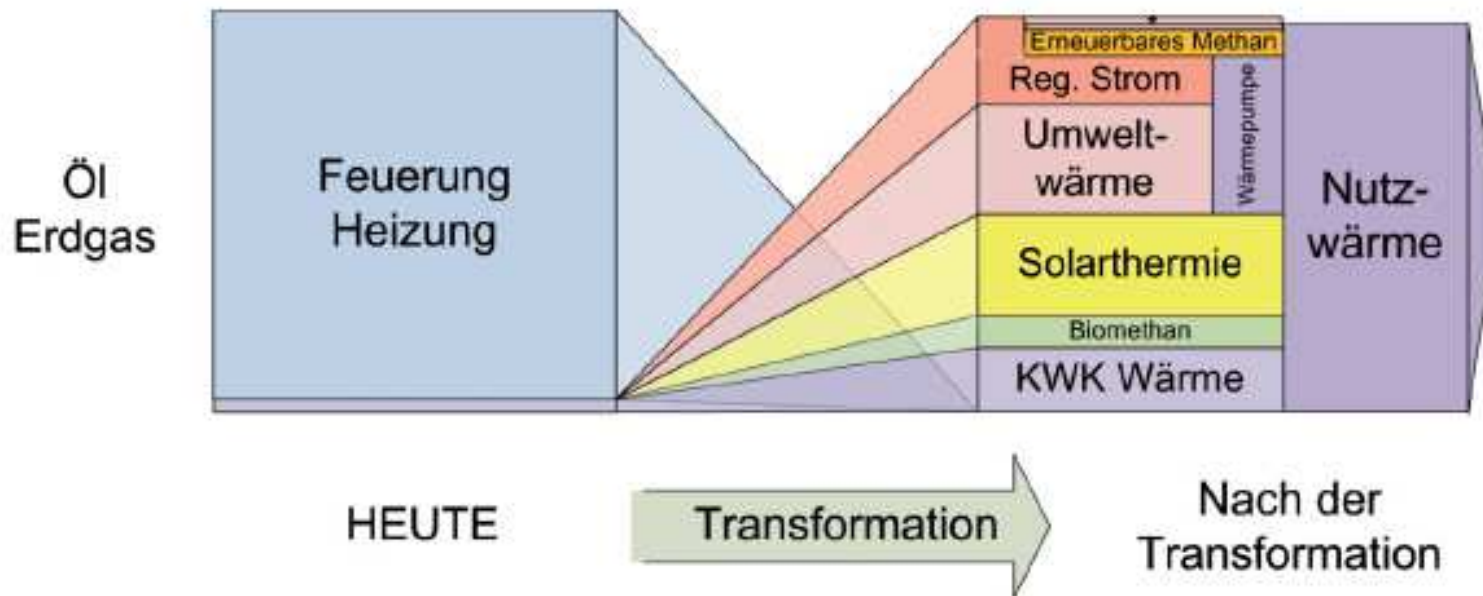 Öl
Erdgas
Feuerung
Heizung
*
Erneuerbares Methan
Reg. Strom
Umwelt-
wärme
Wärmepumpe
Solarthermie
Biomethan
KWK Wärme
Nutz-
wärme
HEUTE
Transformation
Nach der
Transformation